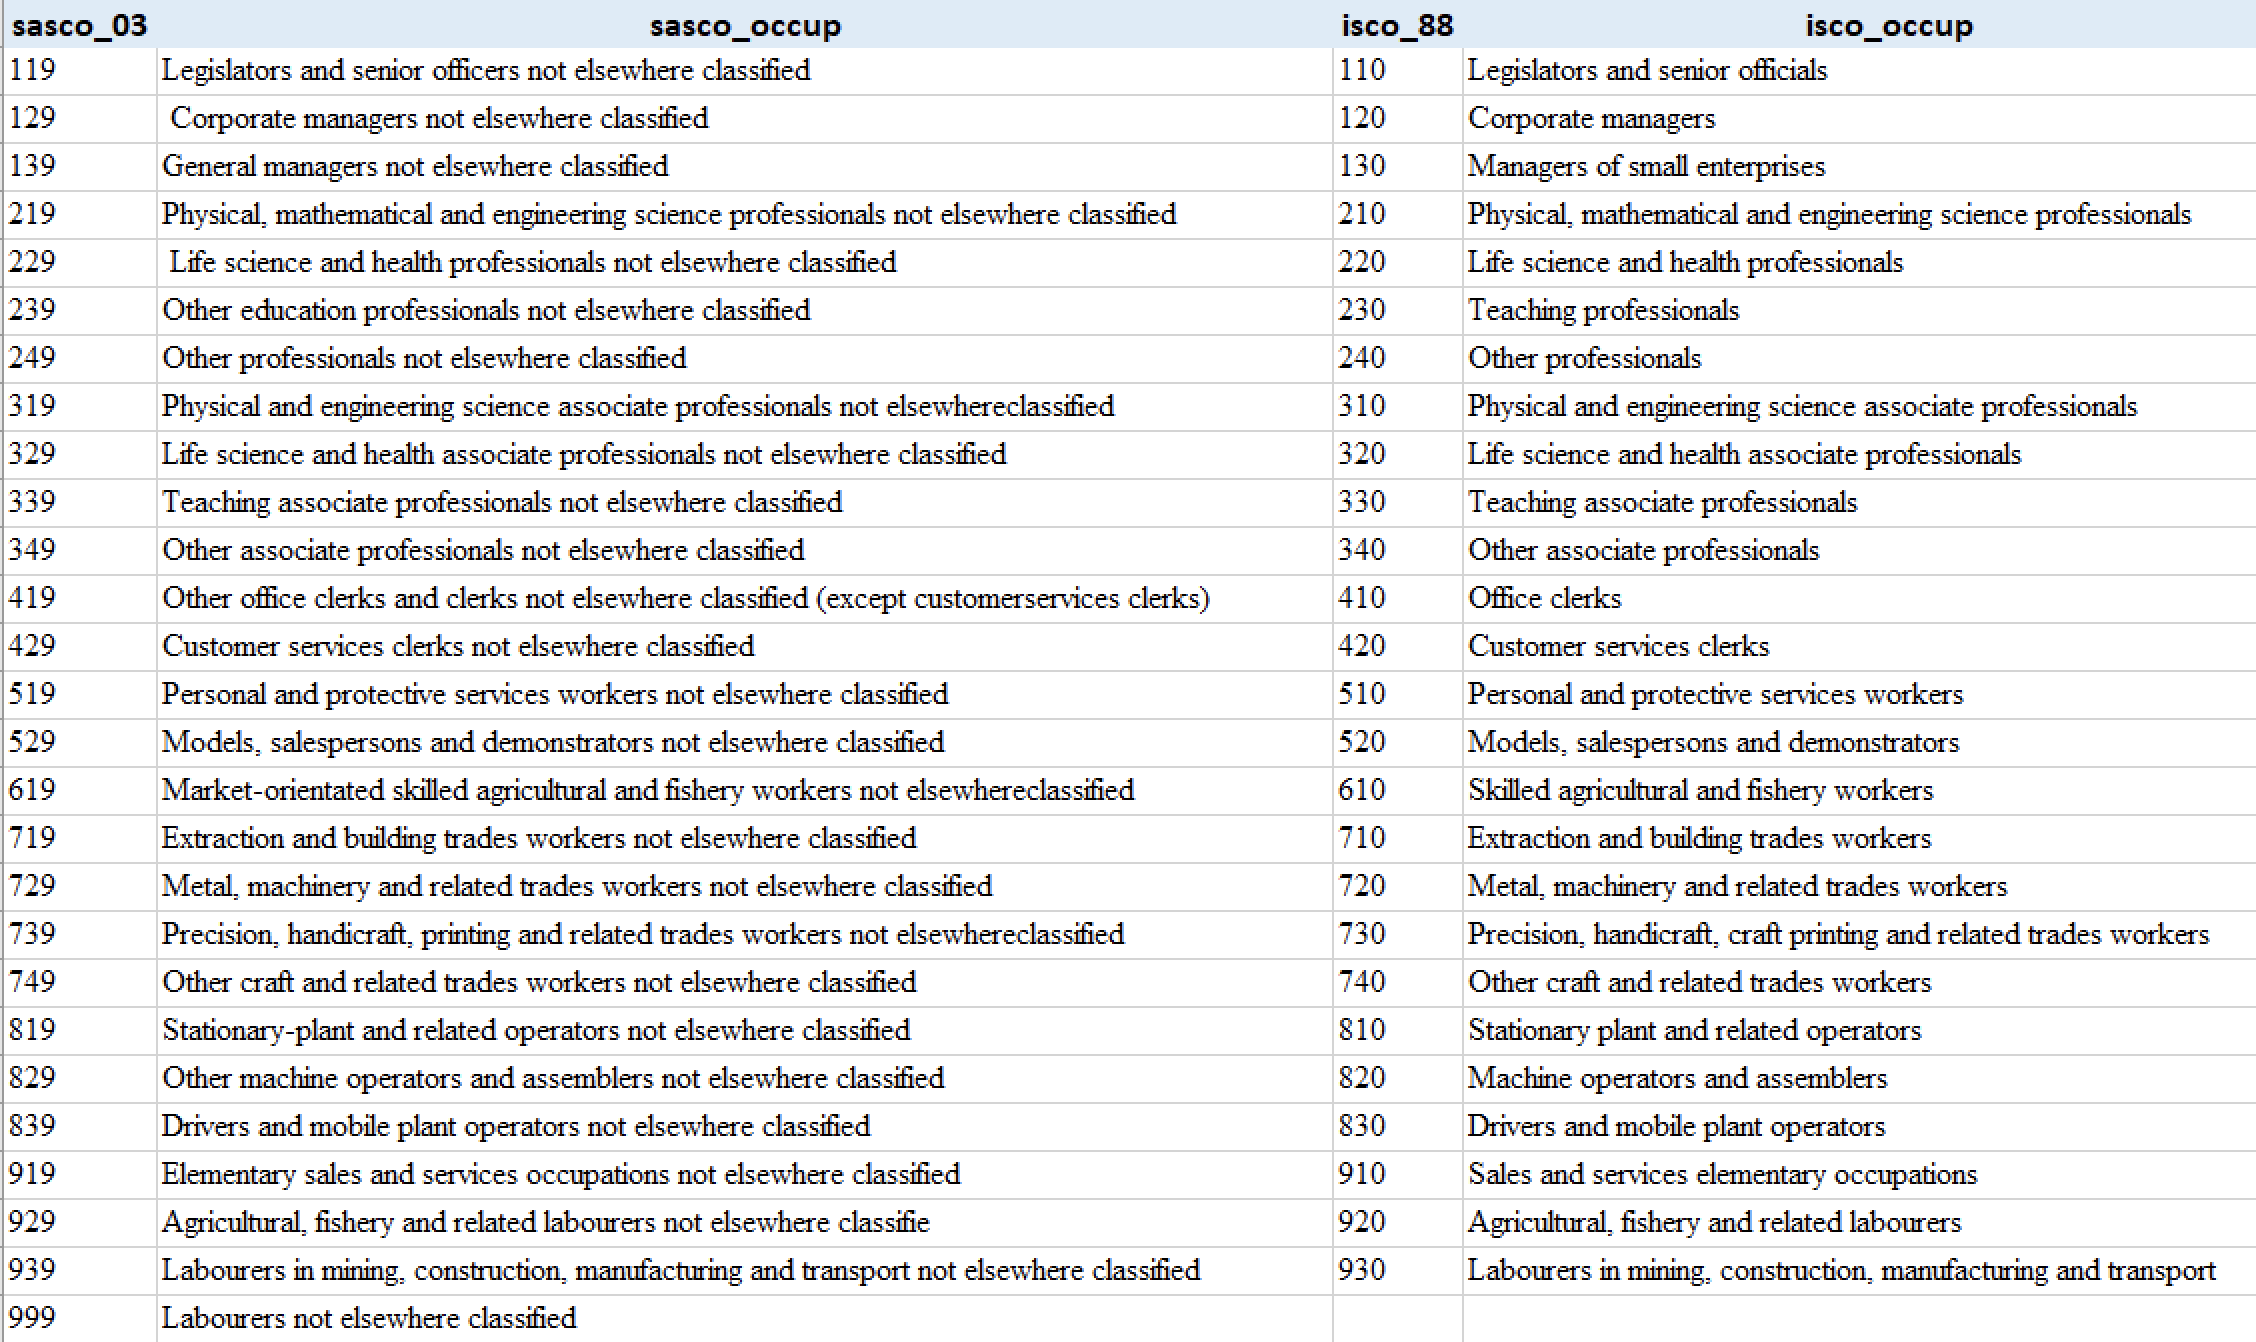 sasco_03 sasco_occup isco_88 isco_occup
119 Legislators and senior officers not elsewhere classified 110 Legislators and senior officials
129 Corporate managers not elsewhere classified 120 Corporate managers
139 General managers not elsewhere classified 130 Managers of small enterprises
219 Physical, mathematical and engineering science professionals not elsewhere classified 210 Physical, mathematical and engineering science professionals
229 Life science and health professionals not elsewhere classified 220 Life science and health professionals
239 Other education professionals not elsewhere classified 230 Teaching professionals
249 Other professionals not elsewhere classified 240 Other professionals
319 Physical and engineering science associate professionals not elsewhereclassified 310 Physical and engineering science associate professionals
329 Life science and health associate professionals not elsewhere classified 320 Life science and health associate professionals
339 Teaching associate professionals not elsewhere classified 330 Teaching associate professionals
349 Other associate professionals not elsewhere classified 340 Other associate professionals
419 Other office clerks and clerks not elsewhere classified (except customerservices clerks) 410 Office clerks
429 Customer services clerks not elsewhere classified 420 Customer services clerks
519 Personal and protective services workers not elsewhere classified 510 Personal and protective services workers
529 Models, salespersons and demonstrators not elsewhere classified 520 Models, salespersons and demonstrators
619 Market-orientated skilled agricultural and fishery workers not elsewhereclassified 610 Skilled agricultural and fishery workers
719 Extraction and building trades workers not elsewhere classified 710 Extraction and building trades workers
729 Metal, machinery and related trades workers not elsewhere classified 720 Metal, machinery and related trades workers
739 Precision, handicraft, printing and related trades workers not elsewhereclassified 730 Precision, handicraft, craft printing and related trades workers
749 Other craft and related trades workers not elsewhere classified 740 Other craft and related trades workers
819 Stationary-plant and related operators not elsewhere classified 810 Stationary plant and related operators
829 Other machine operators and assemblers not elsewhere classified 820 Machine operators and assemblers
839 Drivers and mobile plant operators not elsewhere classified 830 Drivers and mobile plant operators
919 Elementary sales and services occupations not elsewhere classified 910 Sales and services elementary occupations
929 Agricultural, fishery and related labourers not elsewhere classifie 920 Agricultural, fishery and related labourers
939 Labourers in mining, construction, manufacturing and transport not elsewhere classified 930 Labourers in mining, construction, manufacturing and transport
999 Labourers not elsewhere classified